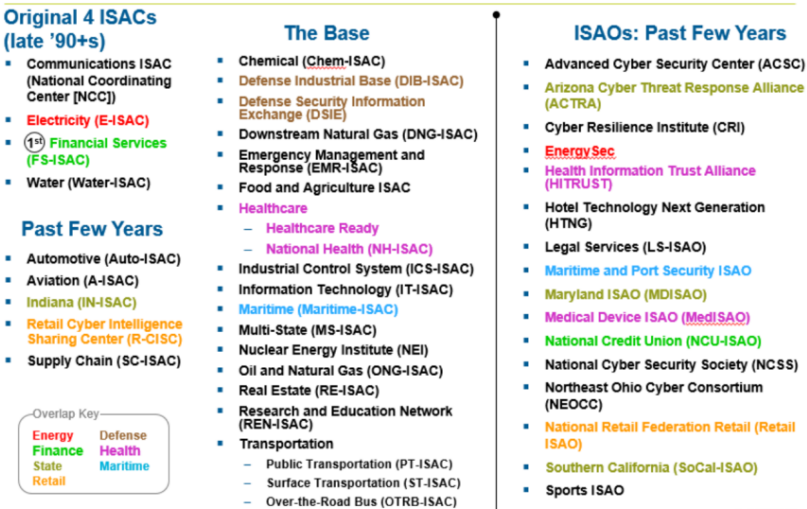 Original 4 ISACs
(late '90+s)
Communications ISAC
(National Coordinating
Center [NCC])
Electricity (E-ISAC)
1st Financial Services
(FS-ISAC)
Water (Water-ISAC)
Past Few Years
Automotive (Auto-ISAC)
Aviation (A-ISAC)
Indiana (IN-ISAC)
Retail Cyber Intelligence
Sharing Center (R-CISC)
Supply Chain (SC-ISAC)
Overlap Key
Energy Defense
Finance Health
State Maritime
Retail
The Base
Chemical (Chem-ISAC)
Defense Industrial Base (DIB-ISAC)
Defense Security Information
Exchange (DSIE)
Downstream Natural Gas (DNG-ISAC)
Emergency Management and
Response (EMR-ISAC)
Food and Agriculture ISAC
Healthcare
– Healthcare Ready
– National Health (NH-ISAC)
Industrial Control System (ICS-ISAC)
Information Technology (IT-ISAC)
Maritime (Maritime-ISAC)
Multi-State (MS-ISAC)
Nuclear Energy Institute (NEI)
Oil and Natural Gas (ONG-ISAC)
Real Estate (RE-ISAC)
Research and Education Network
(REN-ISAC)
Transportation
– Public Transportation (PT-ISAC)
– Surface Transportation (ST-ISAC)
– Over-the-Road Bus (OTRB-ISAC)
ISAOs: Past Few Years
Advanced Cyber Security Center (ACSC)
Arizona Cyber Threat Response Alliance
(ACTRA)
Cyber Resilience Institute (CRI)
EnergySec
Health Information Trust Alliance
(HITRUST)
Hotel Technology Next Generation
(HTNG)
Legal Services (LS-ISAO)
Maritime and Port Security ISAO
Maryland ISAO (MDISAO)
Medical Device ISAO (MedISAO)
National Credit Union (NCU-ISAO)
National Cyber Security Society (NCSS)
Northeast Ohio Cyber Consortium
(NEOCC)
National Retail Federation Retail (Retail
ISAO)
Southern California (SoCal-ISAO)
Sports ISAO